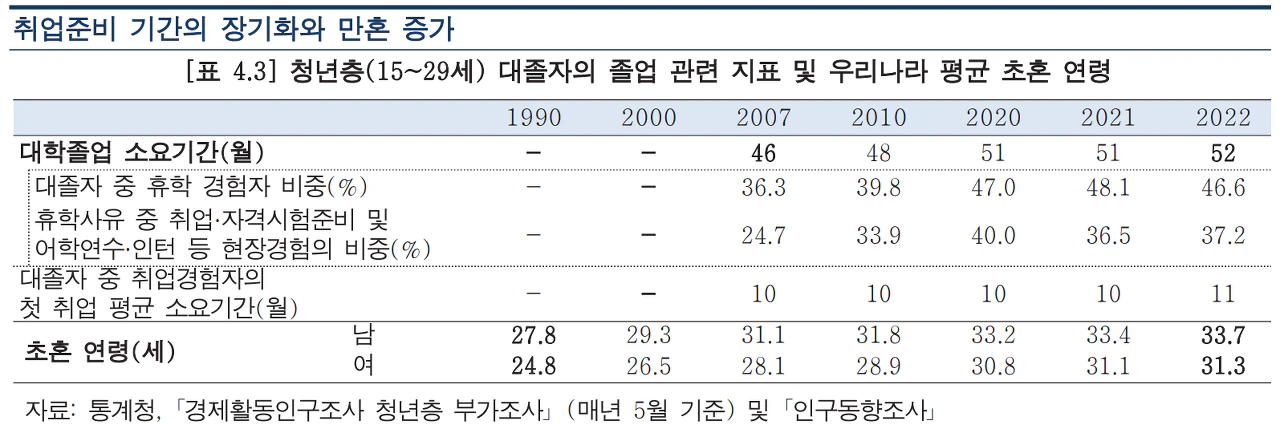 취업준비 기간의 장기화와 만혼 증가
[표 4.3] 청년층(15~29세) 대졸자의 졸업 관련 지표 및 우리나라 평균 초혼 연령
1990 2000 2007 2010 2020 2021 2022
대학졸업 소요기간(월) – – 46 48 51 51 52
대졸자 중 휴학 경험자 비중(%) – – 36.3 39.8 47.0 48.1 46.6
휴학사유 중 취업·자격시험준비 및
어학연수·인턴 등 현장경험의 비중(%) – – 24.7 33.9 40.0 36.5 37.2
대졸자 중 취업경험자의
첫 취업 평균 소요기간(월) – – 10 10 10 10 11
초혼 연령(세)
남 27.8 29.3 31.1 31.8 33.2 33.4 33.7
여 24.8 26.5 28.1 28.9 30.8 31.1 31.3
자료: 통계청,「경제활동인구조사 청년층 부가조사」(매년 5월 기준) 및「인구동향조사」